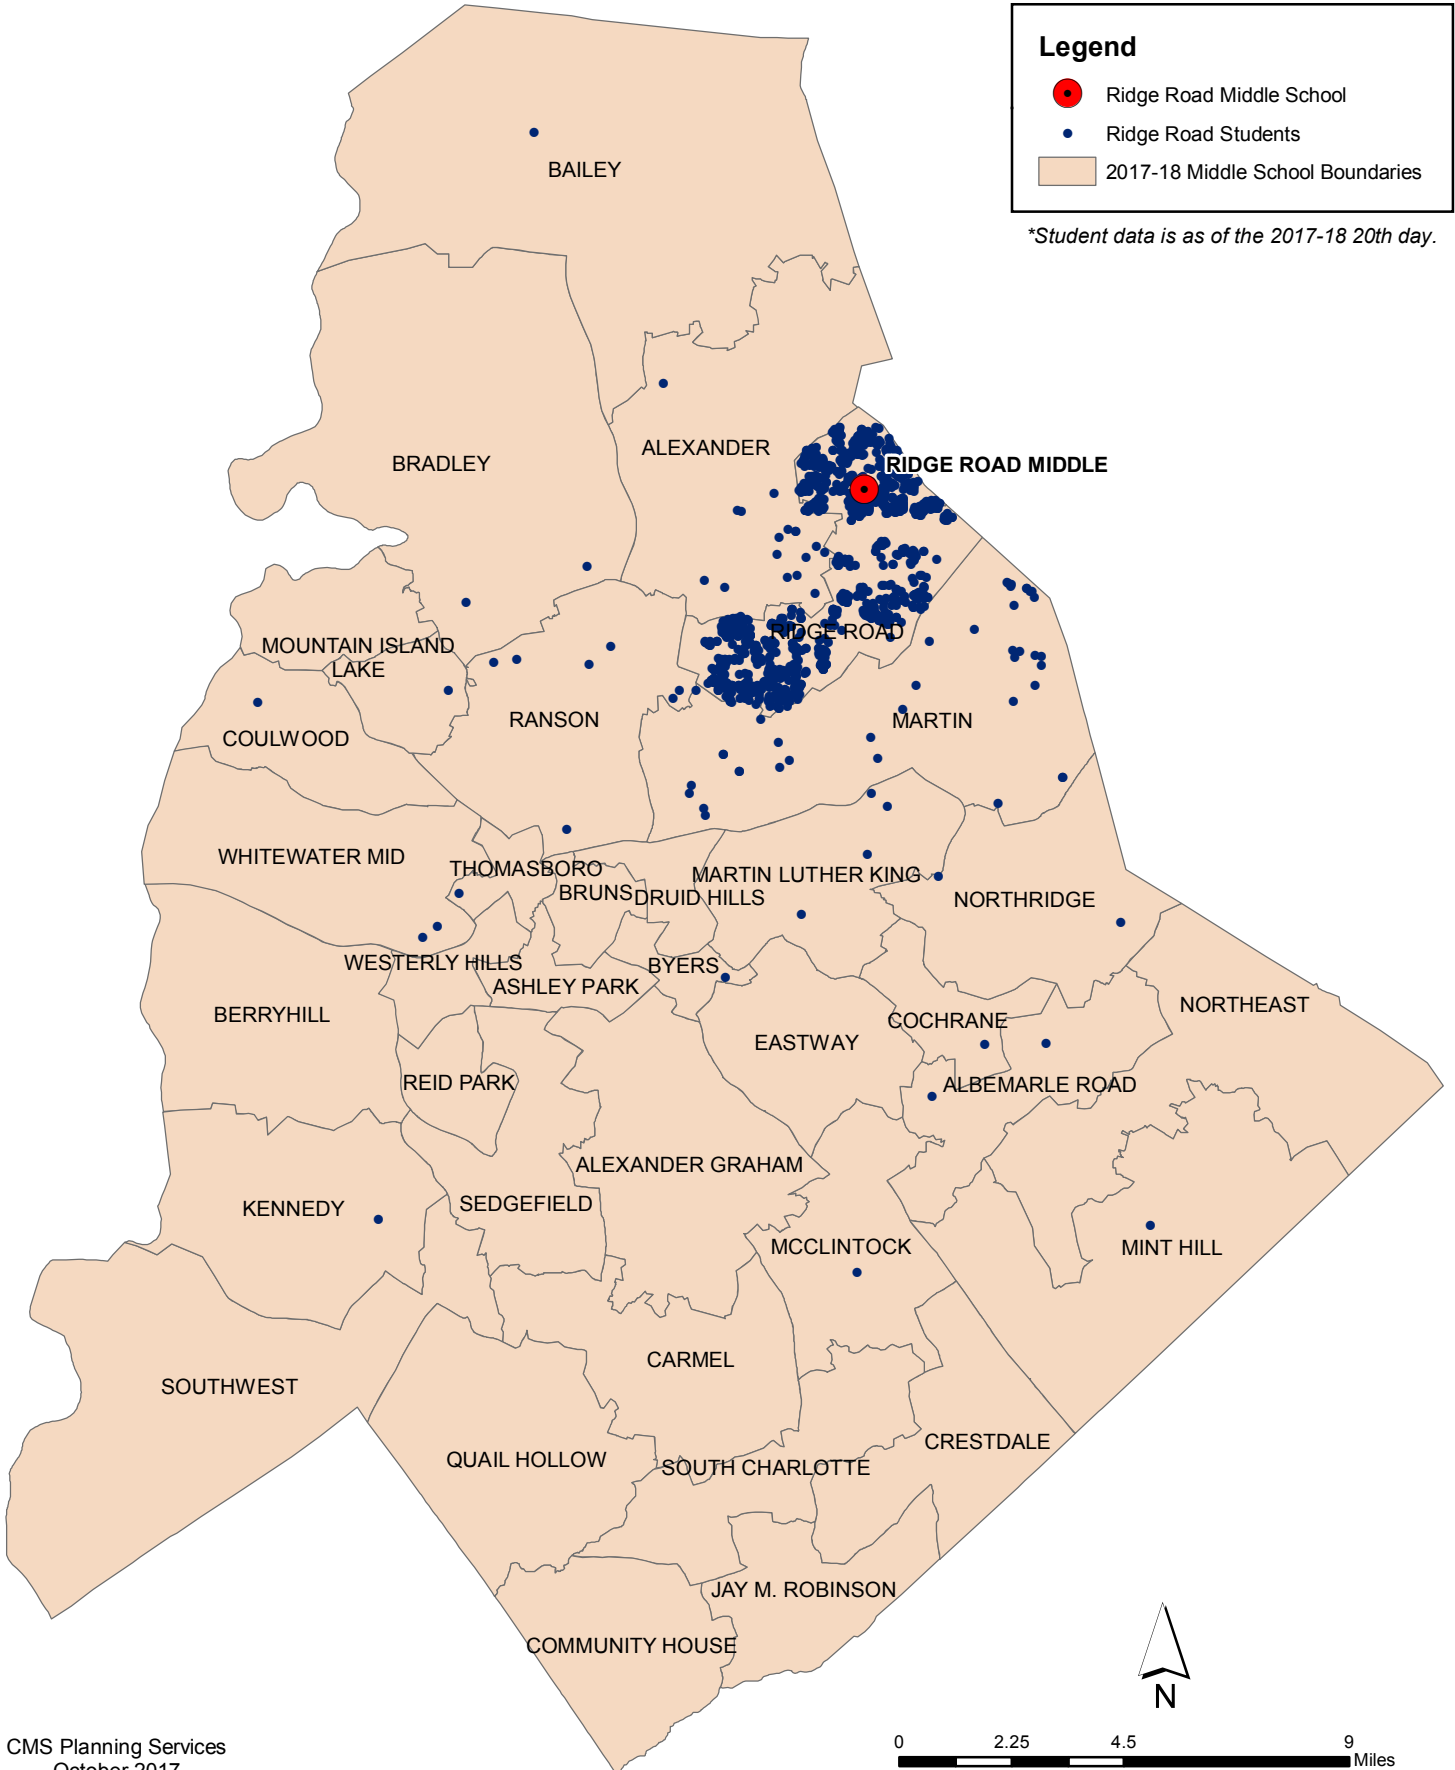 Legend
Ridge Road Middle School
Ridge Road Students
2017-18 Middle School Boundaries
*Student data is as of the 2017-18 20th day.
BAILEY
BRADLEY
ALEXANDER
RIDGE ROAD MIDDLE
RIDGE ROAD
MOUNTAIN ISLAND
LAKE
COULWOOD
RANSON
MARTIN
WHITEWATER MID
THOMASBORO
BRUNS
DRUID HILLS
MARTIN LUTHER KING
NORTHRIDGE
WESTERLY HILLS
ASHLEY PARK
BYERS
BERRYHILL
EASTWAY
COCHRANE
NORTHEAST
REID PARK
ALBEMARLE ROAD
ALEXANDER GRAHAM
KENNEDY
SEDGEFIELD
MCCLINTOCK
MINT HILL
CARMEL
SOUTHWEST
QUAIL HOLLOW
SOUTH CHARLOTTE
CRESTDALE
JAY M. ROBINSON
COMMUNITY HOUSE
N
0 2.25 4.5 9
Miles
CMS Planning Services
October 2017